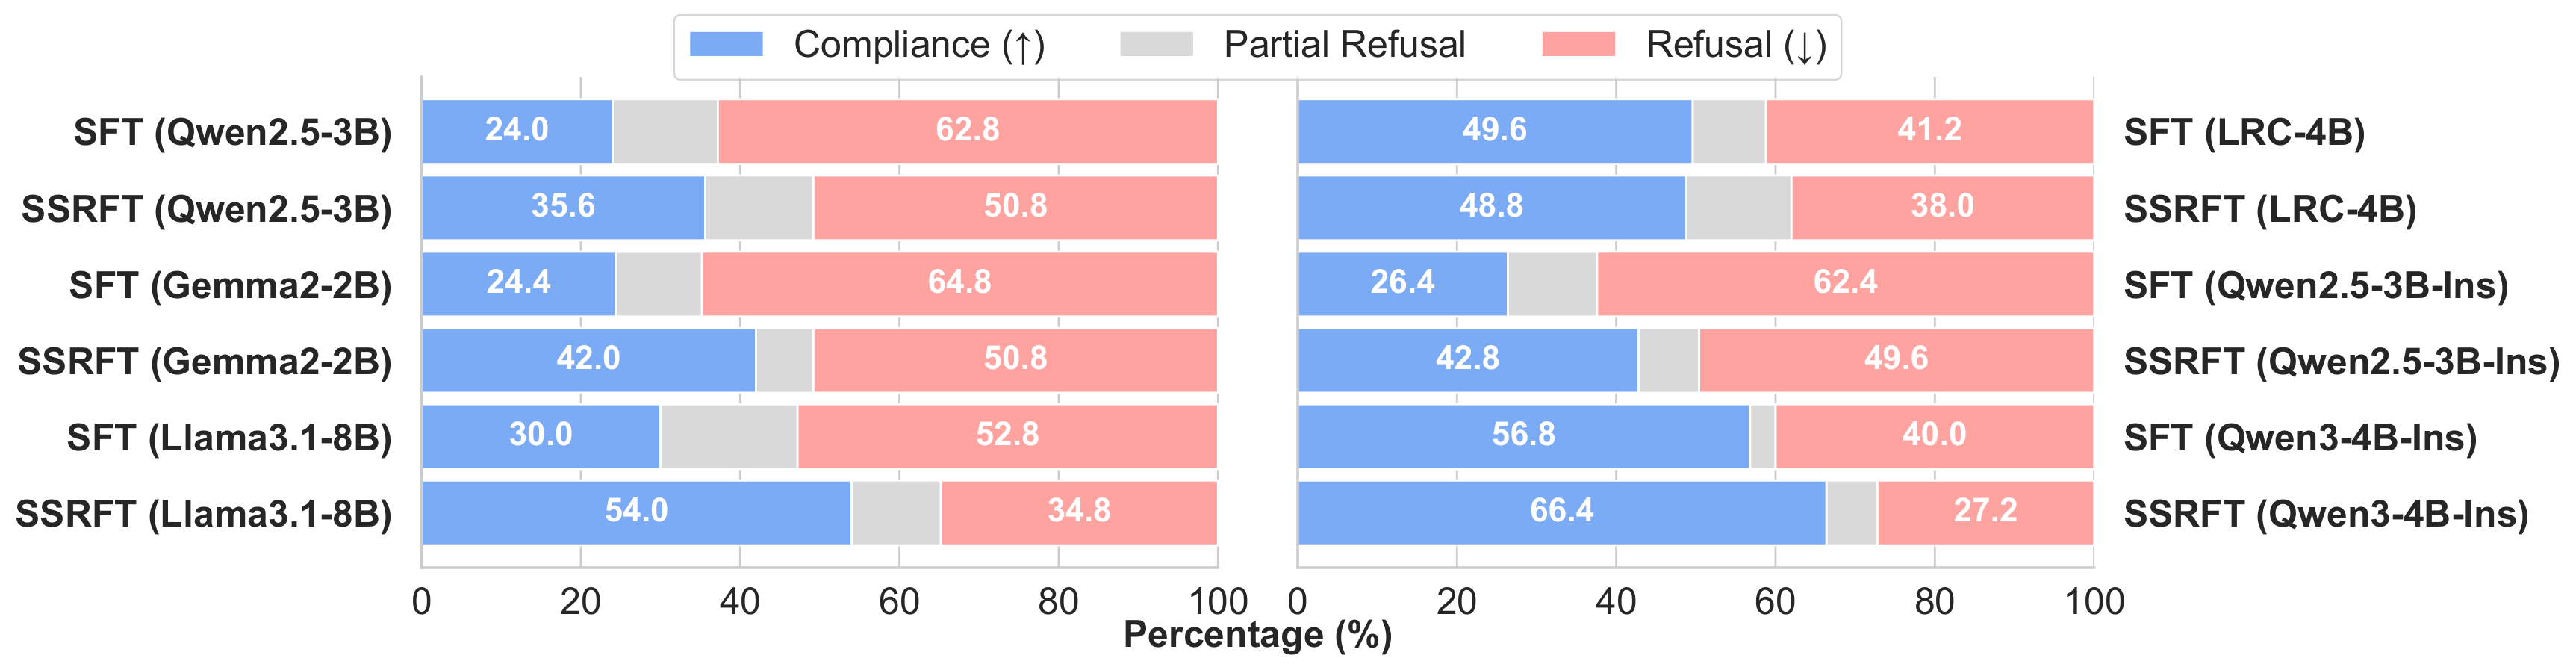 Compliance (↑) Partial Refusal Refusal (↓)
SFT (Qwen2.5-3B) 24.0 62.8
SSRFT (Qwen2.5-3B) 35.6 50.8
SFT (Gemma2-2B) 24.4 64.8
SSRFT (Gemma2-2B) 42.0 50.8
SFT (Llama3.1-8B) 30.0 52.8
SSRFT (Llama3.1-8B) 54.0 34.8
0 20 40 60 80 100
49.6 41.2 SFT (LRC-4B)
48.8 38.0 SSRFT (LRC-4B)
26.4 62.4 SFT (Qwen2.5-3B-Ins)
42.8 49.6 SSRFT (Qwen2.5-3B-Ins)
56.8 40.0 SFT (Qwen3-4B-Ins)
66.4 27.2 SSRFT (Qwen3-4B-Ins)
0 20 40 60 80 100
Percentage (%)